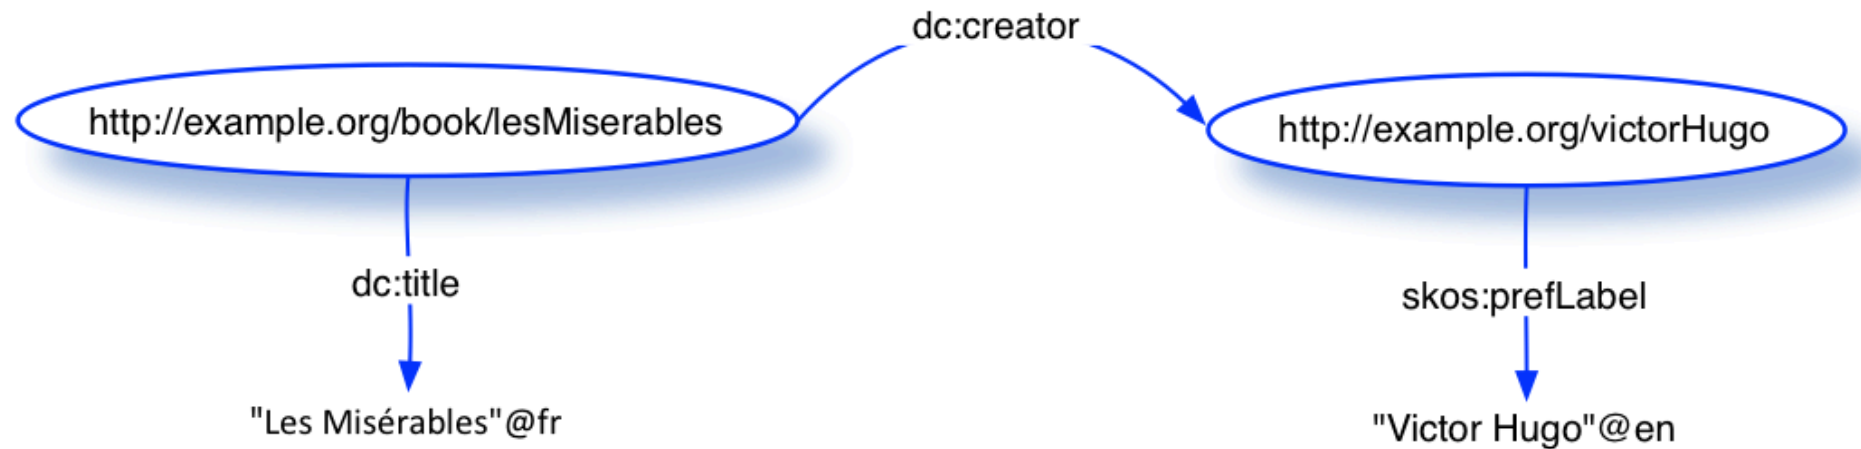 dc:creator
http://example.org/book/lesMiserables
http://example.org/victorHugo
dc:title
skos:prefLabel
"Les Misérables"@fr
"Victor Hugo"@en